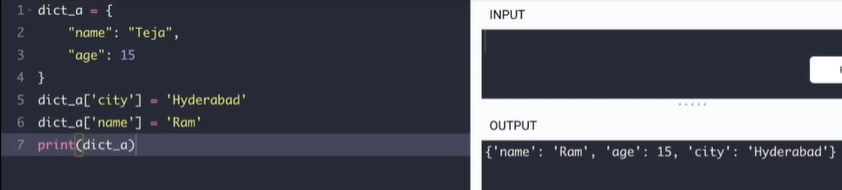 1 dict_a = {
2     "name": "Teja",
3     "age": 15
4 }
5 dict_a['city'] = 'Hyderabad'
6 dict_a['name'] = 'Ram'
7 print(dict_a)
INPUT
OUTPUT
{'name': 'Ram', 'age': 15, 'city': 'Hyderabad'}